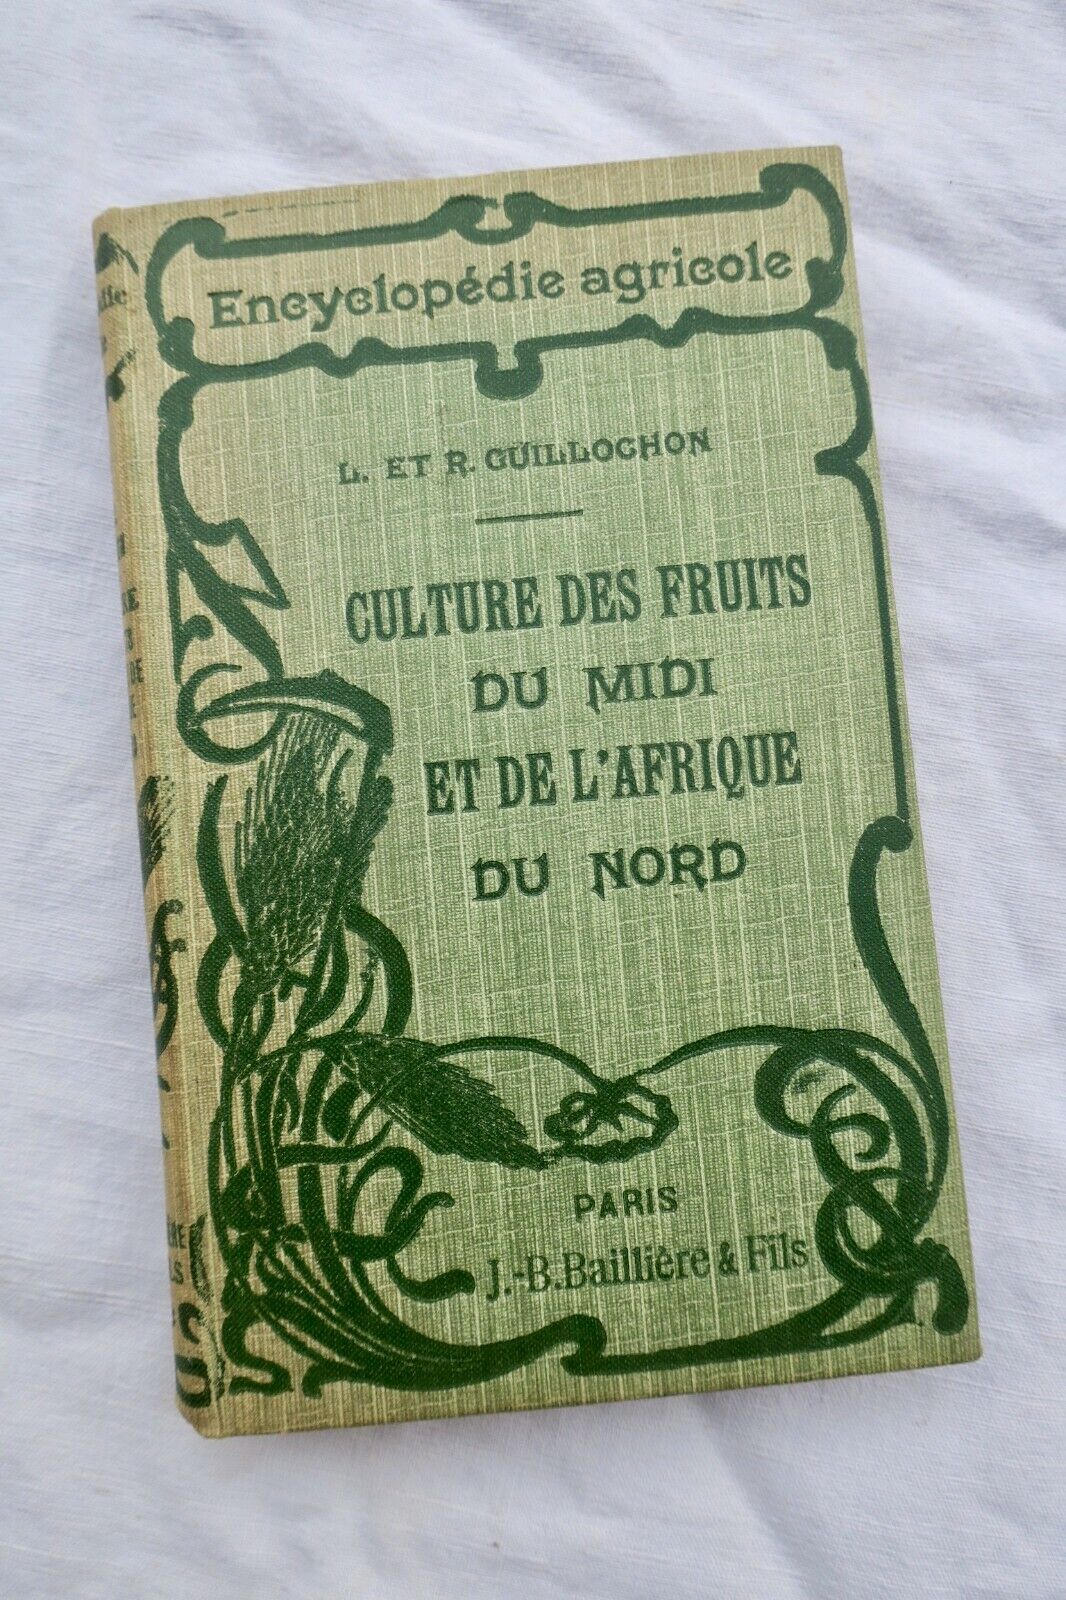 Encyclopédie agricole
L. ET R. GUILLOCHON
CULTURE DES FRUITS
DU MIDI
ET DE L'AFRIQUE
DU NORD
PARIS
J.-B. Baillière & Fils